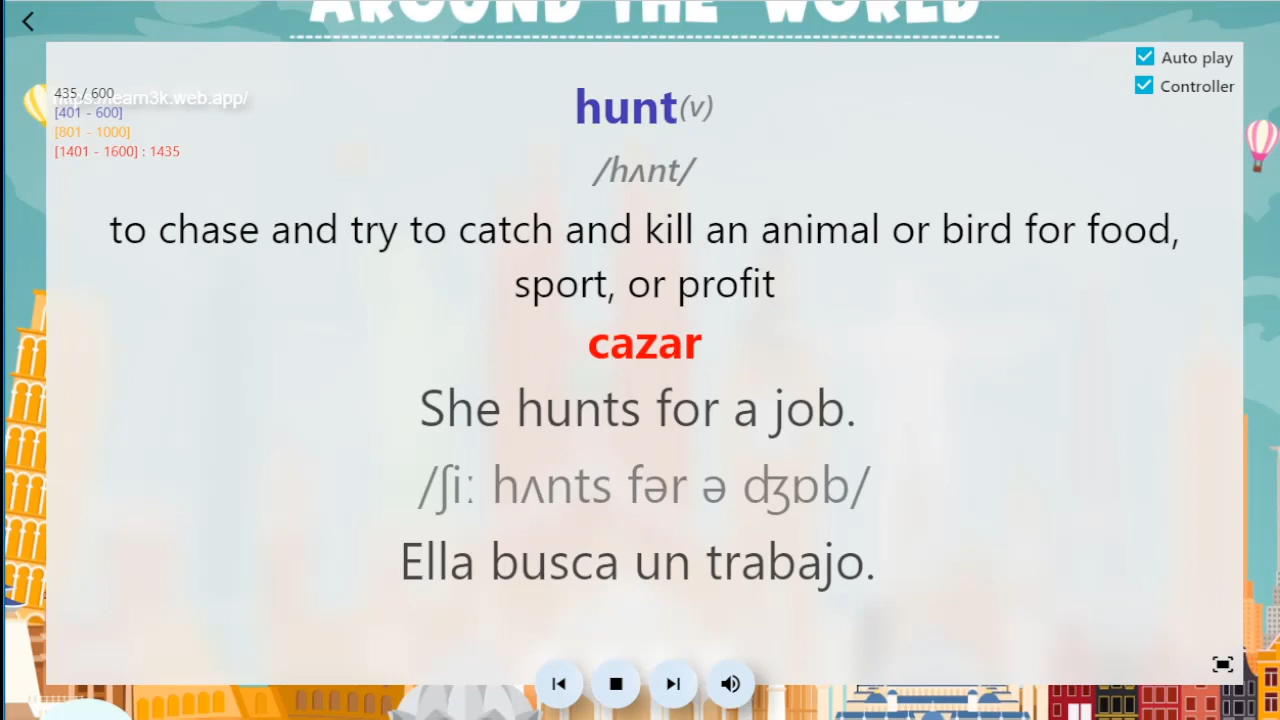 AROUND THE WORLD
Auto play
Controller
435 / 600
https://learn3k.web.app/
[401 - 600]
[801 - 1000]
[1401 - 1600] : 1435
hunt(v)
/hʌnt/
to chase and try to catch and kill an animal or bird for food,
sport, or profit
cazar
She hunts for a job.
/ʃiː hʌnts fər ə ʤɒb/
Ella busca un trabajo.